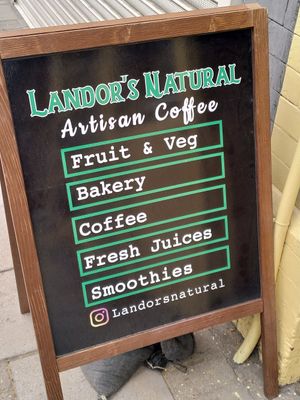 LANDOR'S NATURAL
Artisan Coffee
Fruit & Veg
Bakery
Coffee
Fresh Juices
Smoothies
Landorsnatural